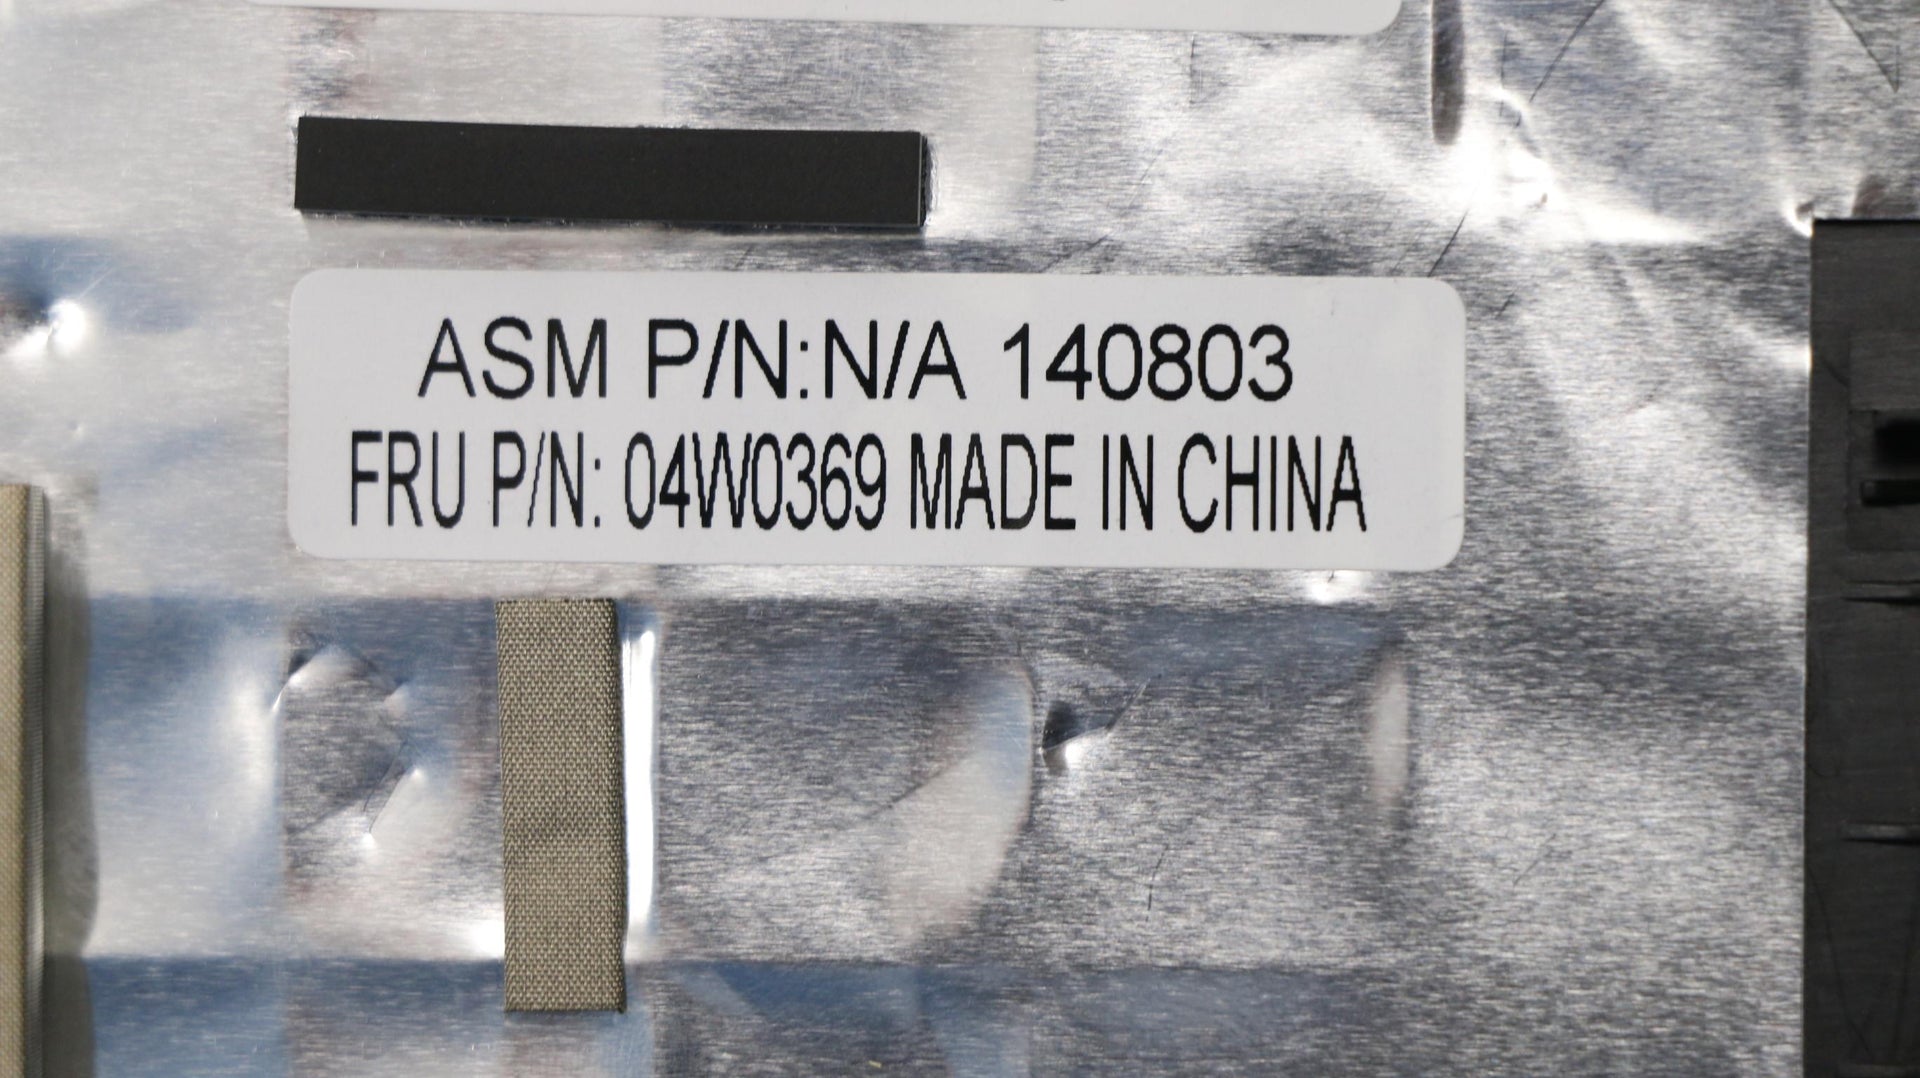 ASM P/N:N/A 140803
FRU P/N: 04W0369 MADE IN CHINA